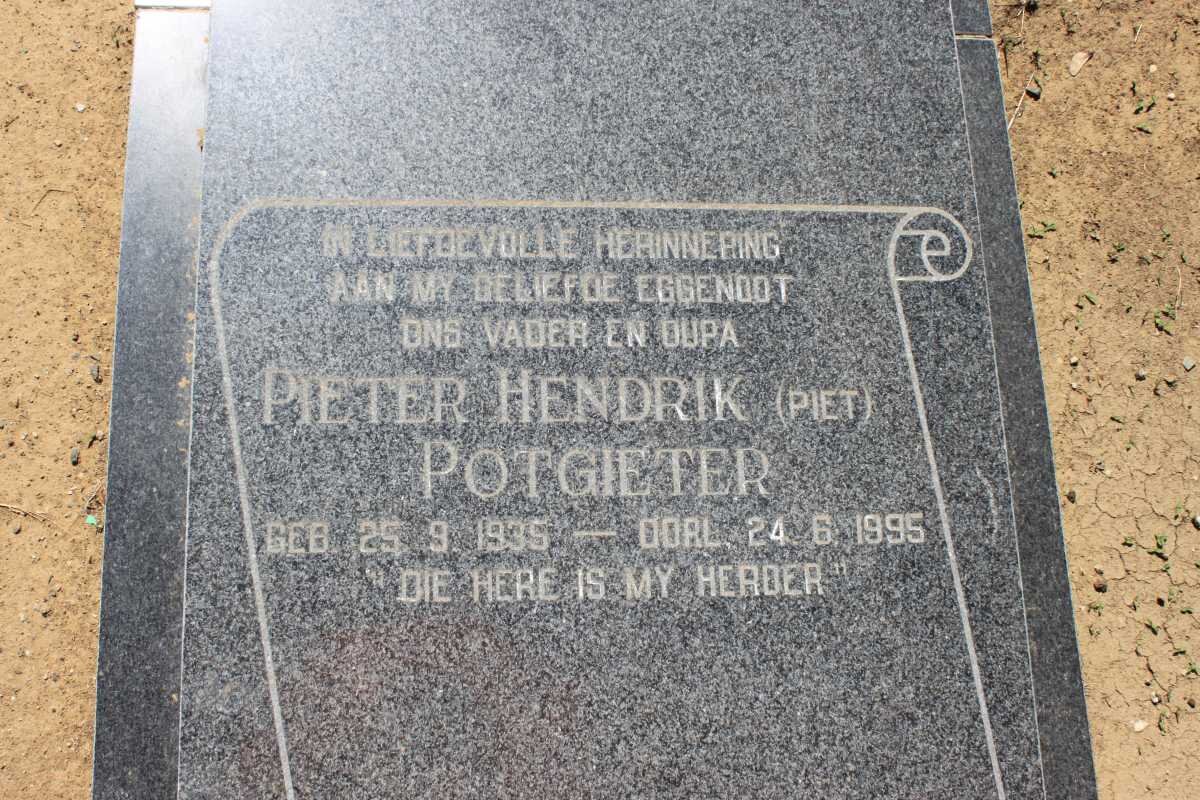 IN LIEFDEVOLLE HERINNERING
AAN MY GELIEFDE EGGENOOT
ONS VADER EN OUPA
PIETER HENDRIK (PIET)
POTGIETER
GEB. 25. 9. 1935 — OORL. 24. 6. 1995
"DIE HERE IS MY HERDER"